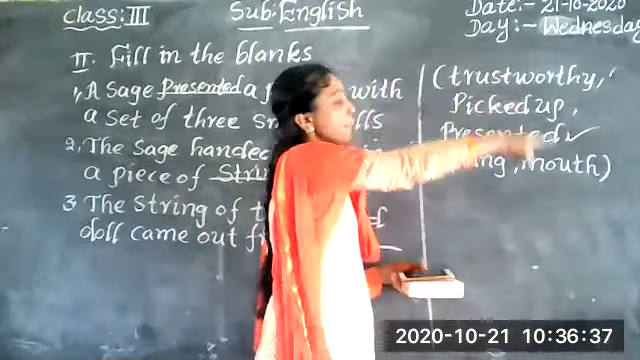 Class: III
Sub: English
Date:- 21-10-2020
Day:- Wednesday
II. Fill in the blanks
1, A Sage Presented a with
a set of three
2, The Sage handed
a piece of
3 The String of
doll came out
(trustworthy,
Picked up,
Presented ✓
, mouth)
2020-10-21 10:36:37